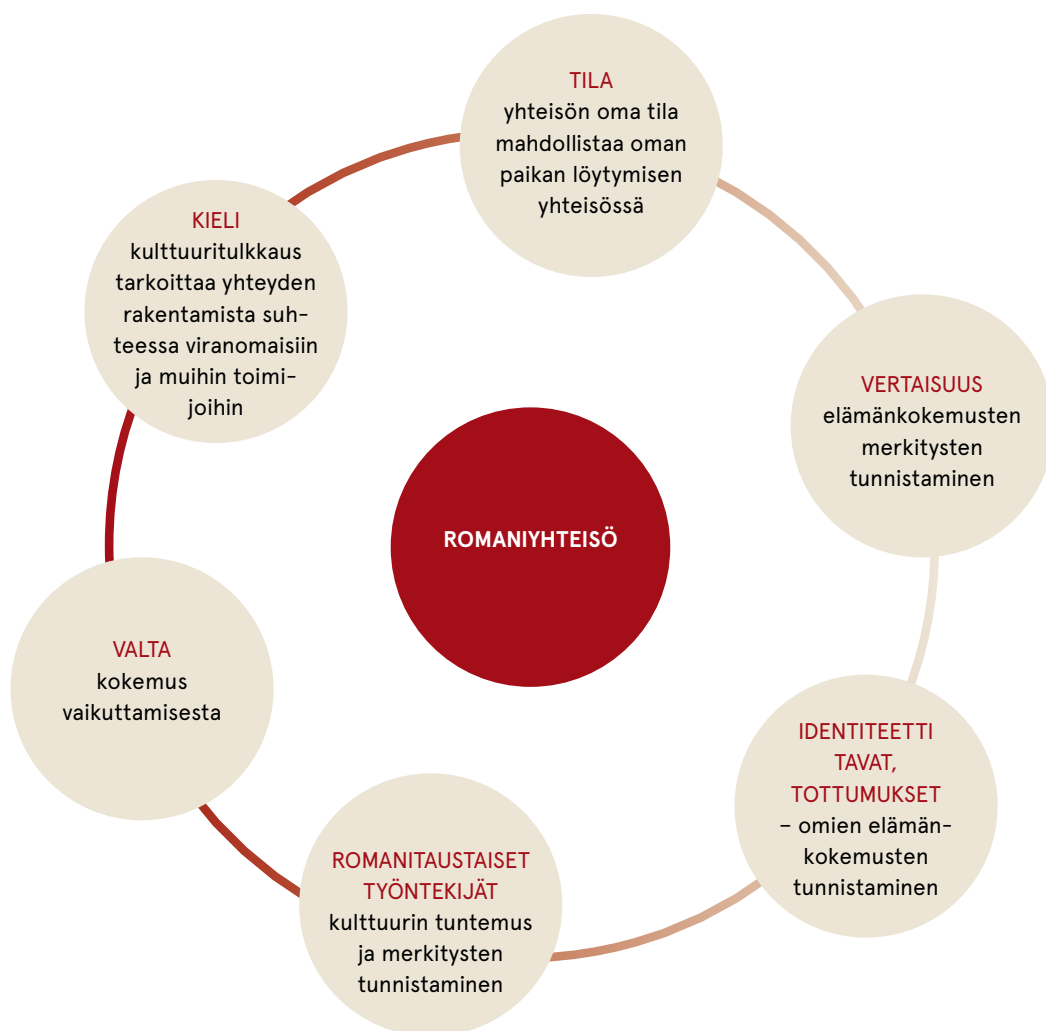 TILA
yhteisön oma tila
mahdollistaa oman
paikan löytymisen
yhteisössä
VERTAISUUS
elämänkokemusten
merkitysten
tunnistaminen
IDENTITEETTI
TAVAT,
TOTTUMUKSET
– omien elämän-
kokemusten
tunnistaminen
ROMANITAUSTAISET
TYÖNTEKIJÄT
kulttuurin tuntemus
ja merkitysten
tunnistaminen
VALTA
kokemus
vaikuttamisesta
KIELI
kulttuuritulkkaus
tarkoittaa yhteyden
rakentamista suh-
teessa viranomaisiin
ja muihin toimi-
joihin
ROMANIYHTEISÖ